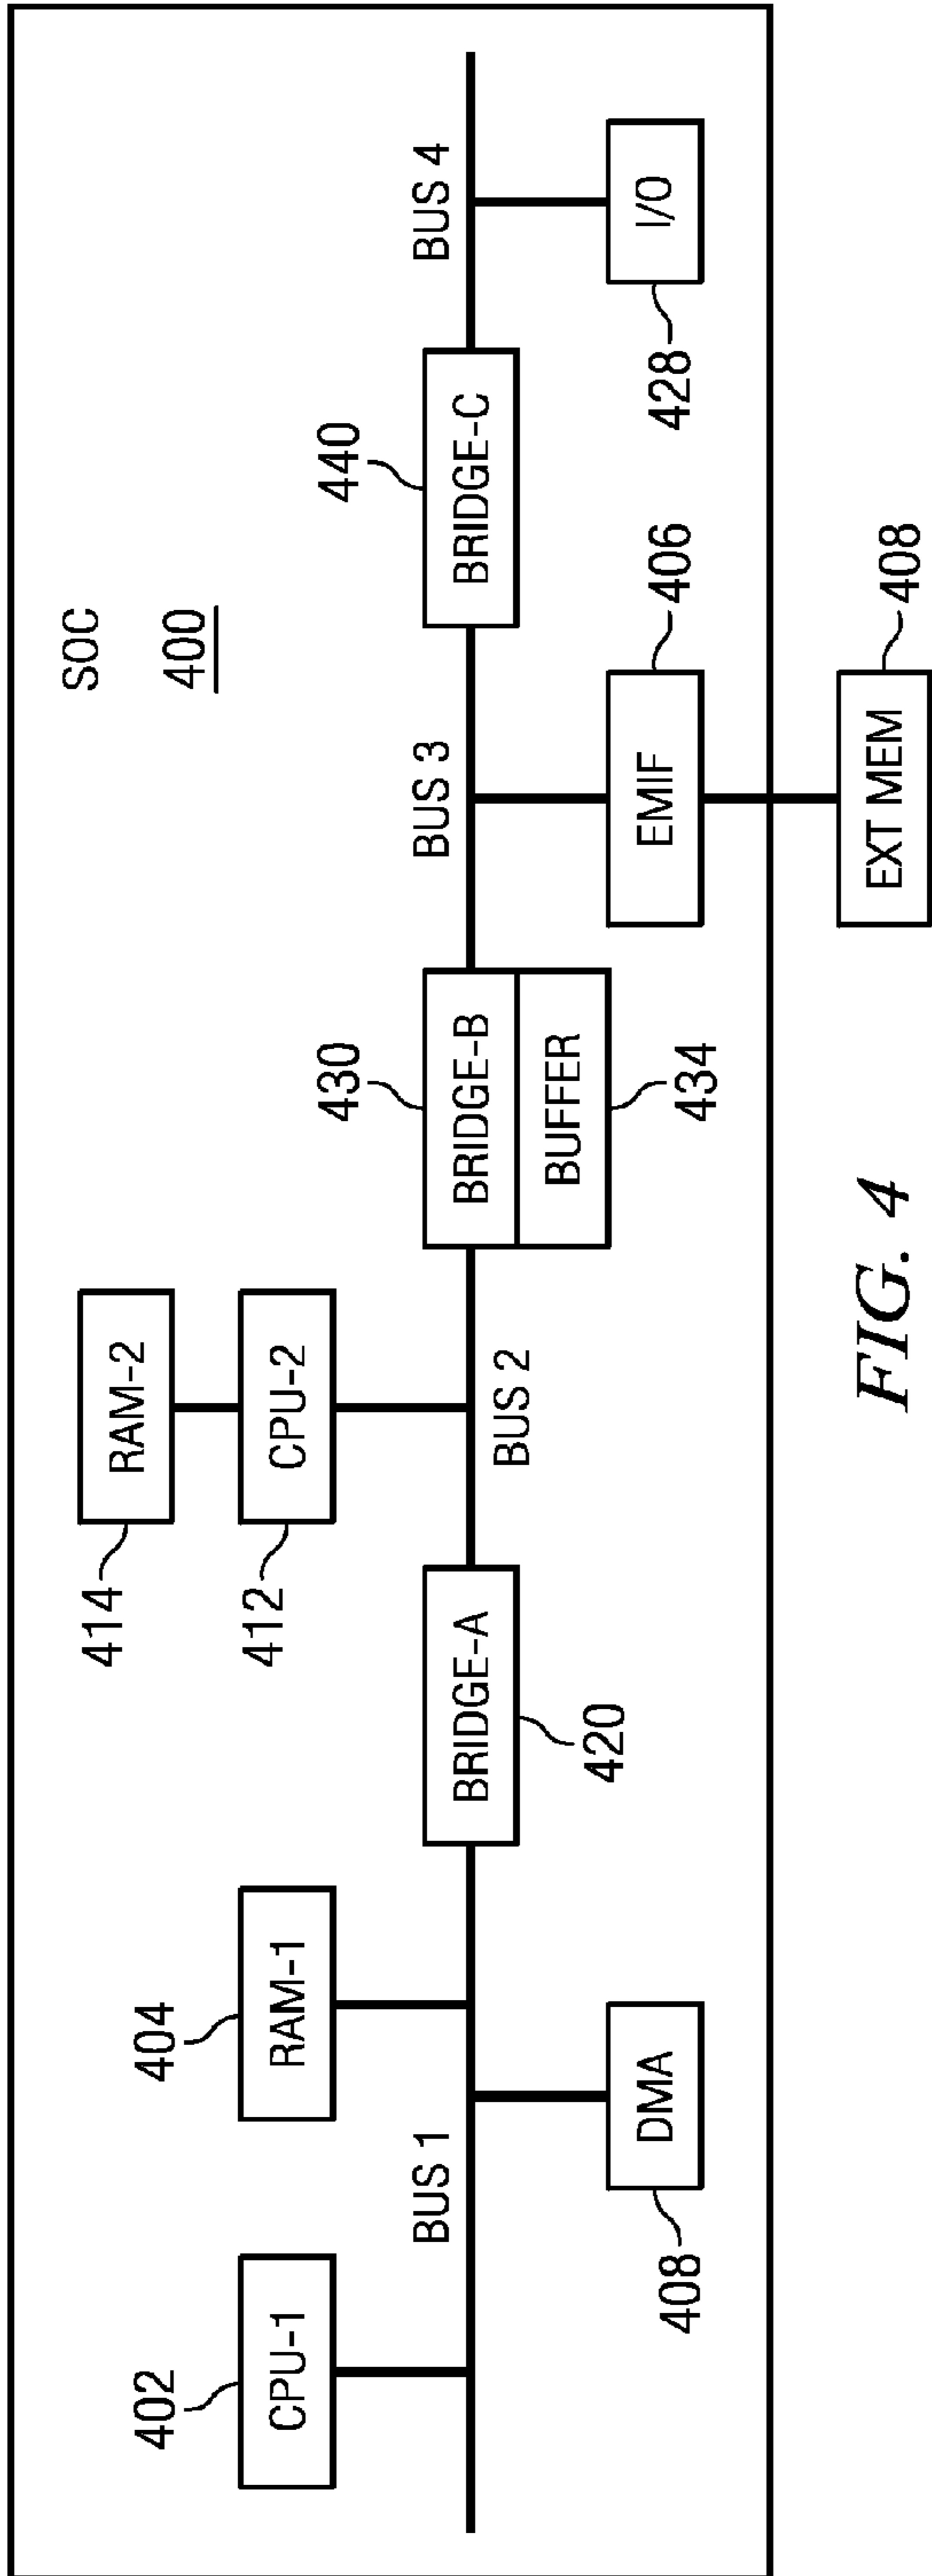 SOC
400
414
RAM-2
402
CPU-1
404
RAM-1
412
CPU-2
430
440
BUS 1
BRIDGE-A
420
BUS 2
BRIDGE-B
BUFFER
434
BUS 3
BRIDGE-C
BUS 4
408
DMA
EMIF
406
428
I/O
EXT MEM
408
FIG. 4